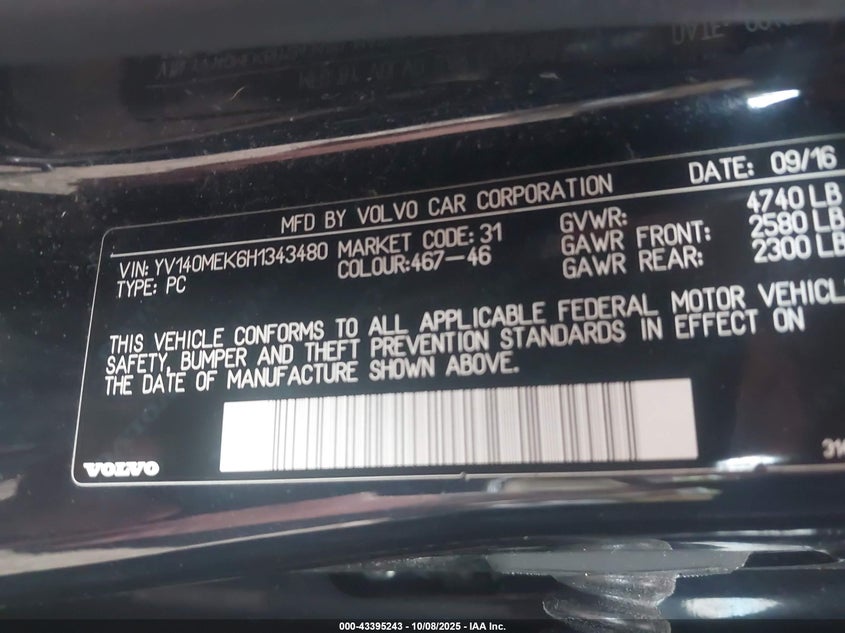 DATE: 09/16
MFD BY VOLVO CAR CORPORATION
VIN: YV140MEK6H1343480 MARKET CODE: 31 GVWR: 4740 LB
TYPE: PC COLOUR:467-46 GAWR FRONT: 2580 LB
GAWR REAR: 2300 LB
THIS VEHICLE CONFORMS TO ALL APPLICABLE FEDERAL MOTOR VEHICL
SAFETY, BUMPER AND THEFT PREVENTION STANDARDS IN EFFECT ON
THE DATE OF MANUFACTURE SHOWN ABOVE.
VOLVO
000-43395243 - 10/08/2025 - IAA Inc.